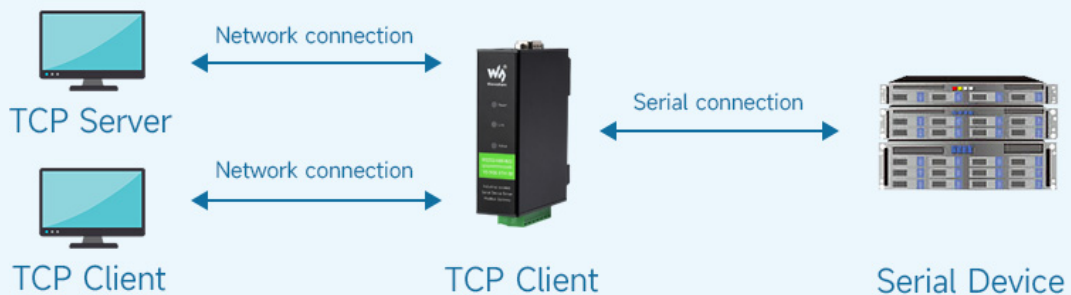 Network connection
TCP Server
Network connection
TCP Client
Serial connection
TCP Client
Serial Device